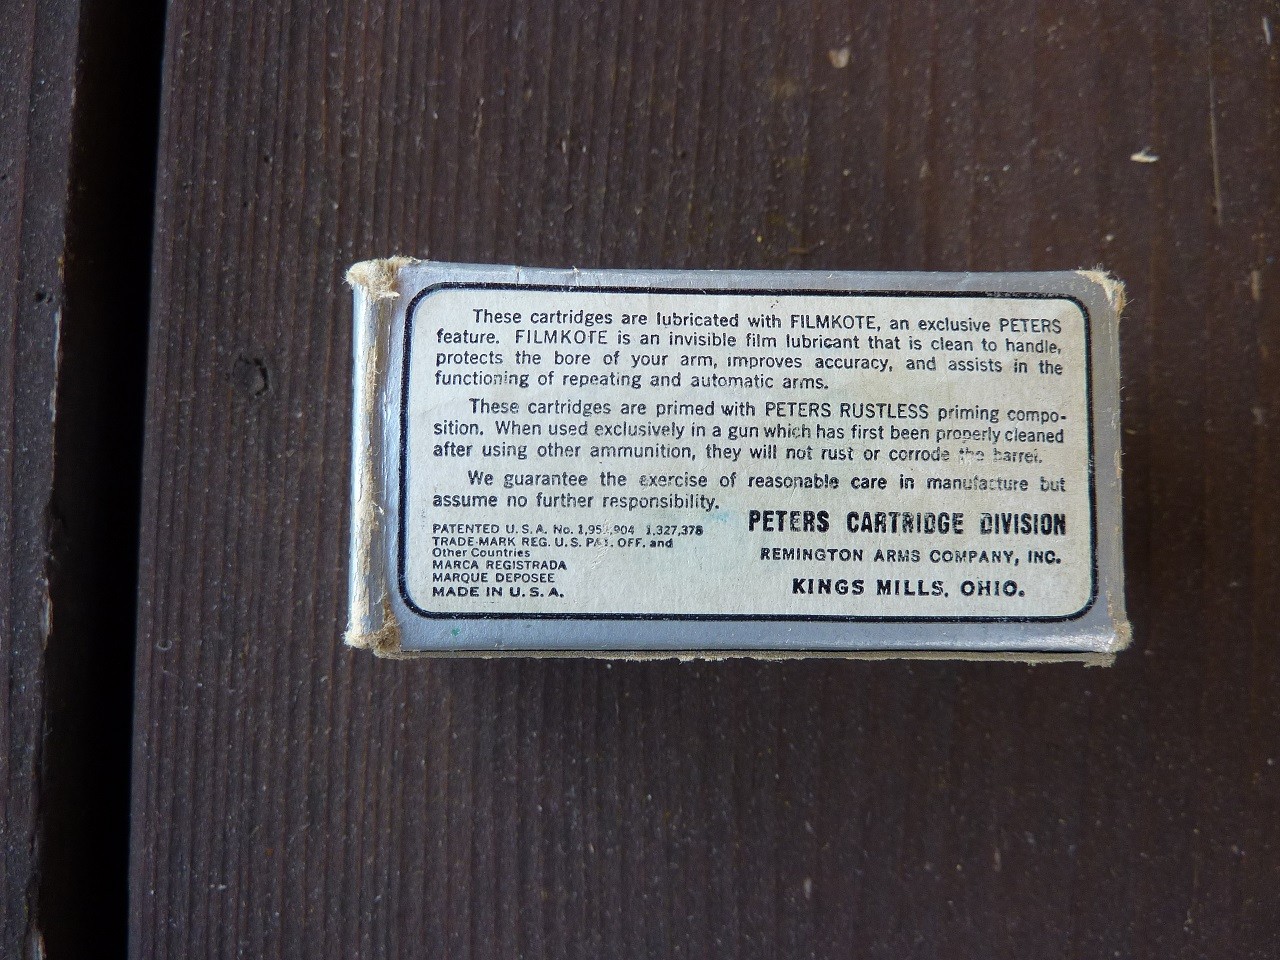 These cartridges are lubricated with FILMKOTE, an exclusive PETERS
feature. FILMKOTE is an invisible film lubricant that is clean to handle,
protects the bore of your arm, improves accuracy, and assists in the
functioning of repeating and automatic arms.
These cartridges are primed with PETERS RUSTLESS priming compo-
sition. When used exclusively in a gun which has first been properly cleaned
after using other ammunition, they will not rust or corrode the barrel.
We guarantee the exercise of reasonable care in manufacture but
assume no further responsibility.
PATENTED U. S. A. No. 1,327,378
TRADE-MARK REG. U. S. PAT. OFF. and
Other Countries
MARCA REGISTRADA
MARQUE DEPOSEE
MADE IN U. S. A.
PETERS CARTRIDGE DIVISION
REMINGTON ARMS COMPANY, INC.
KINGS MILLS, OHIO.